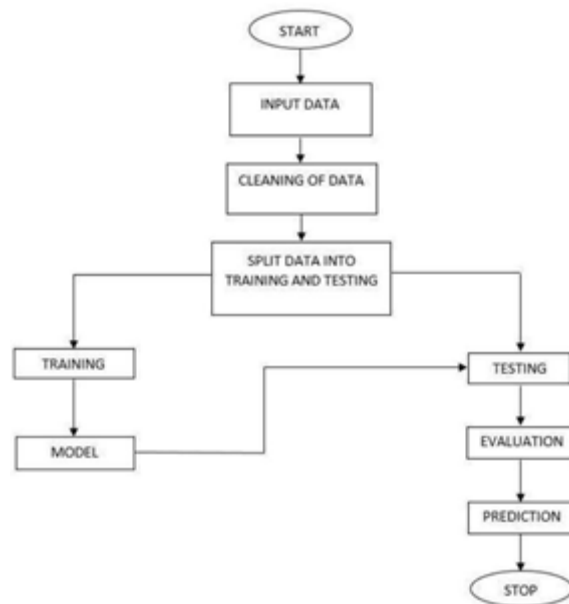 START
INPUT DATA
CLEANING OF DATA
SPLIT DATA INTO
TRAINING AND TESTING
TRAINING
TESTING
MODEL
EVALUATION
PREDICTION
STOP